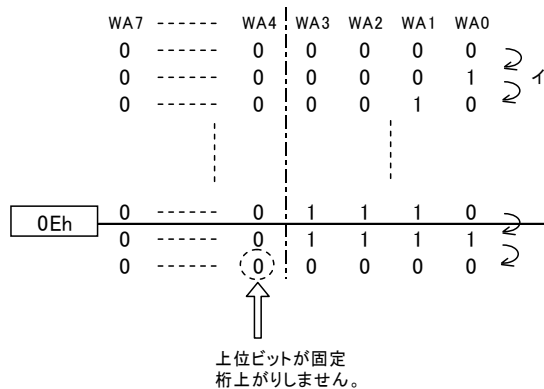 WA7 ------ WA4 WA3 WA2 WA1 WA0
0 ------ 0 0 0 0 0
0 ------ 0 0 0 0 1 イ
0 ------ 0 0 0 1 0
0 ------ 0 1 1 1 0
0Eh
0 ------ 0 1 1 1 1
0 ------ 0 0 0 0 0
上位ビットが固定
桁上がりしません。